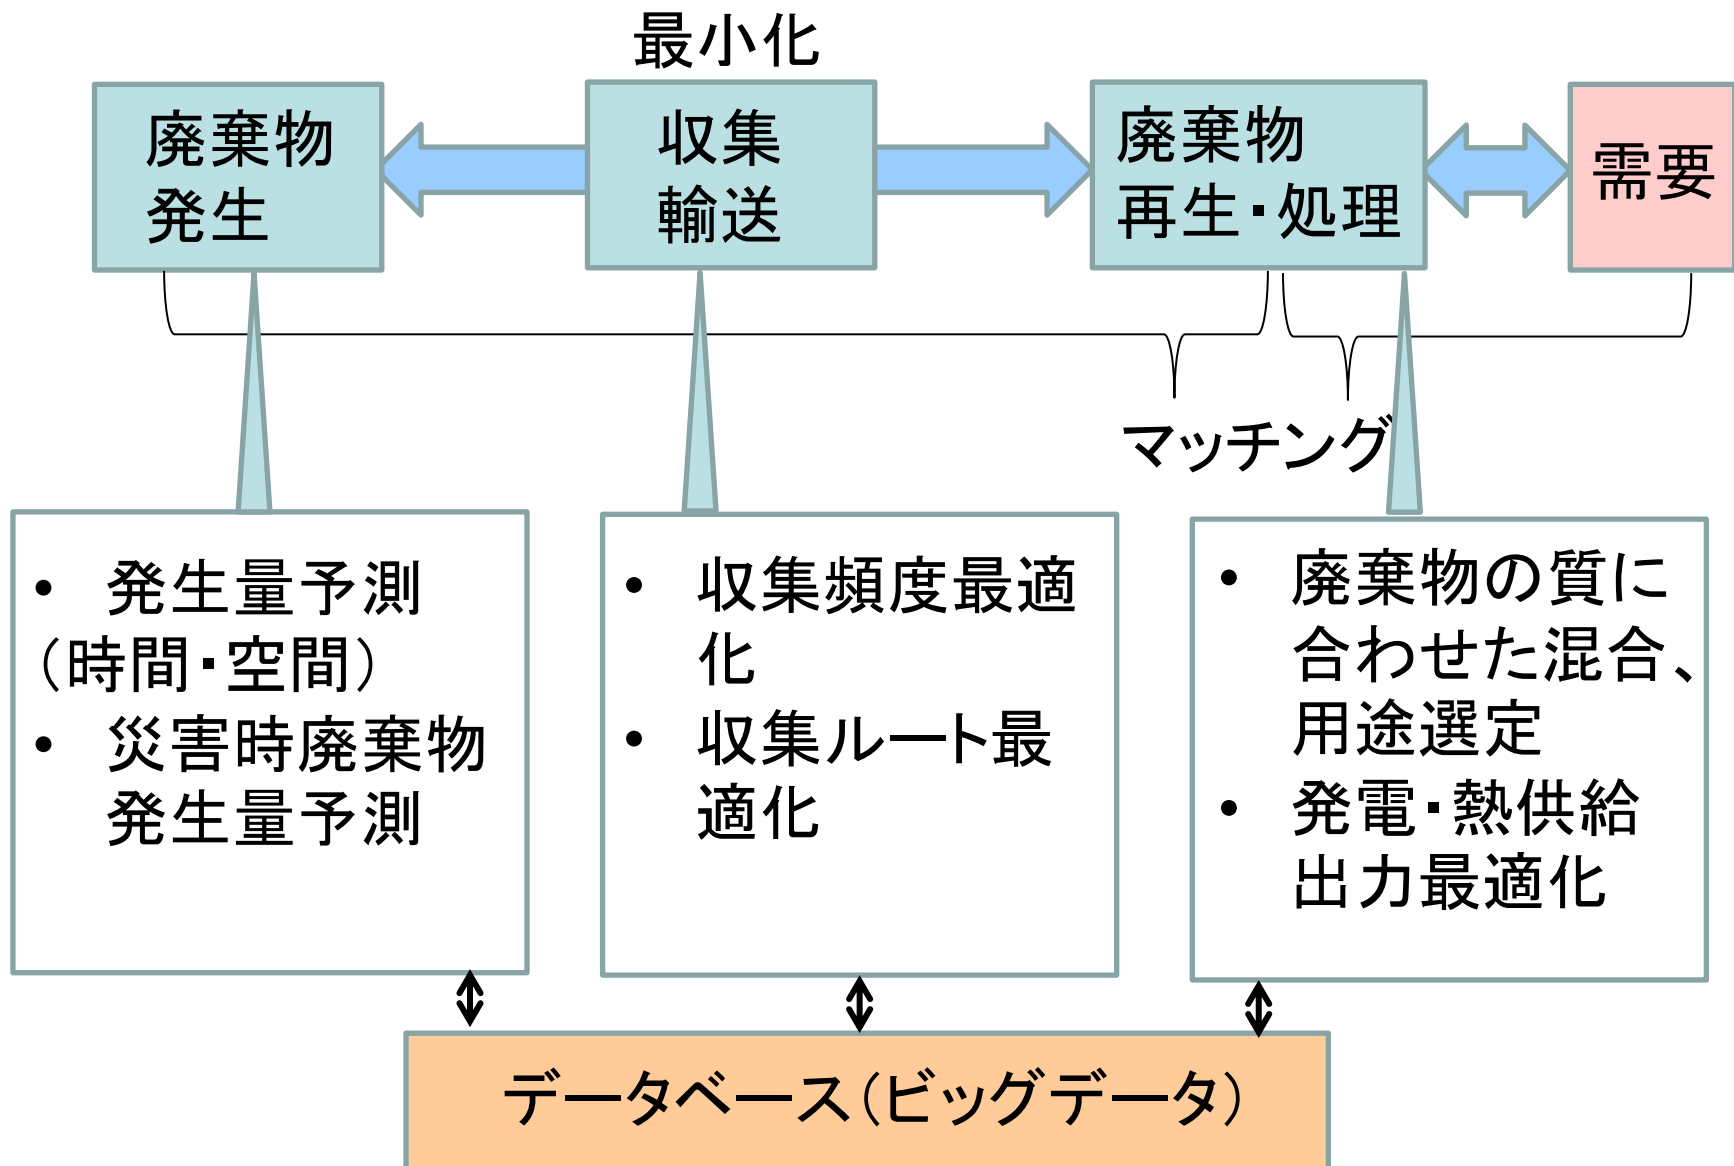 最小化
廃棄物
発生
収集
輸送
廃棄物
再生・処理
需要
マッチング
• 発生量予測
（時間・空間）
• 災害時廃棄物
発生量予測
• 収集頻度最適
化
• 収集ルート最
適化
• 廃棄物の質に
合わせた混合、
用途選定
• 発電・熱供給
出力最適化
データベース（ビッグデータ）